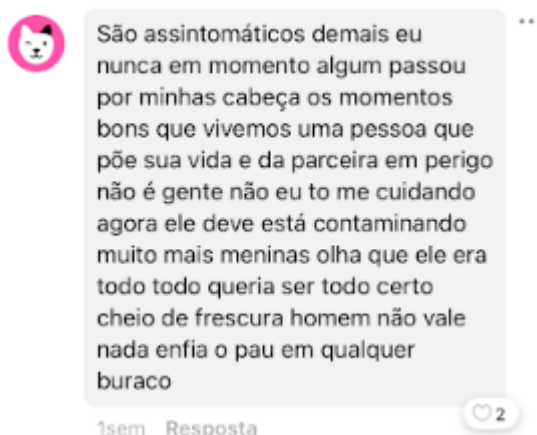 São assintomáticos demais eu
nunca em momento algum passou
por minhas cabeça os momentos
bons que vivemos uma pessoa que
põe sua vida e da parceira em perigo
não é gente não eu to me cuidando
agora ele deve está contaminando
muito mais meninas olha que ele era
todo todo queria ser todo certo
cheio de frescura homem não vale
nada enfia o pau em qualquer
buraco
2
1sem Resposta